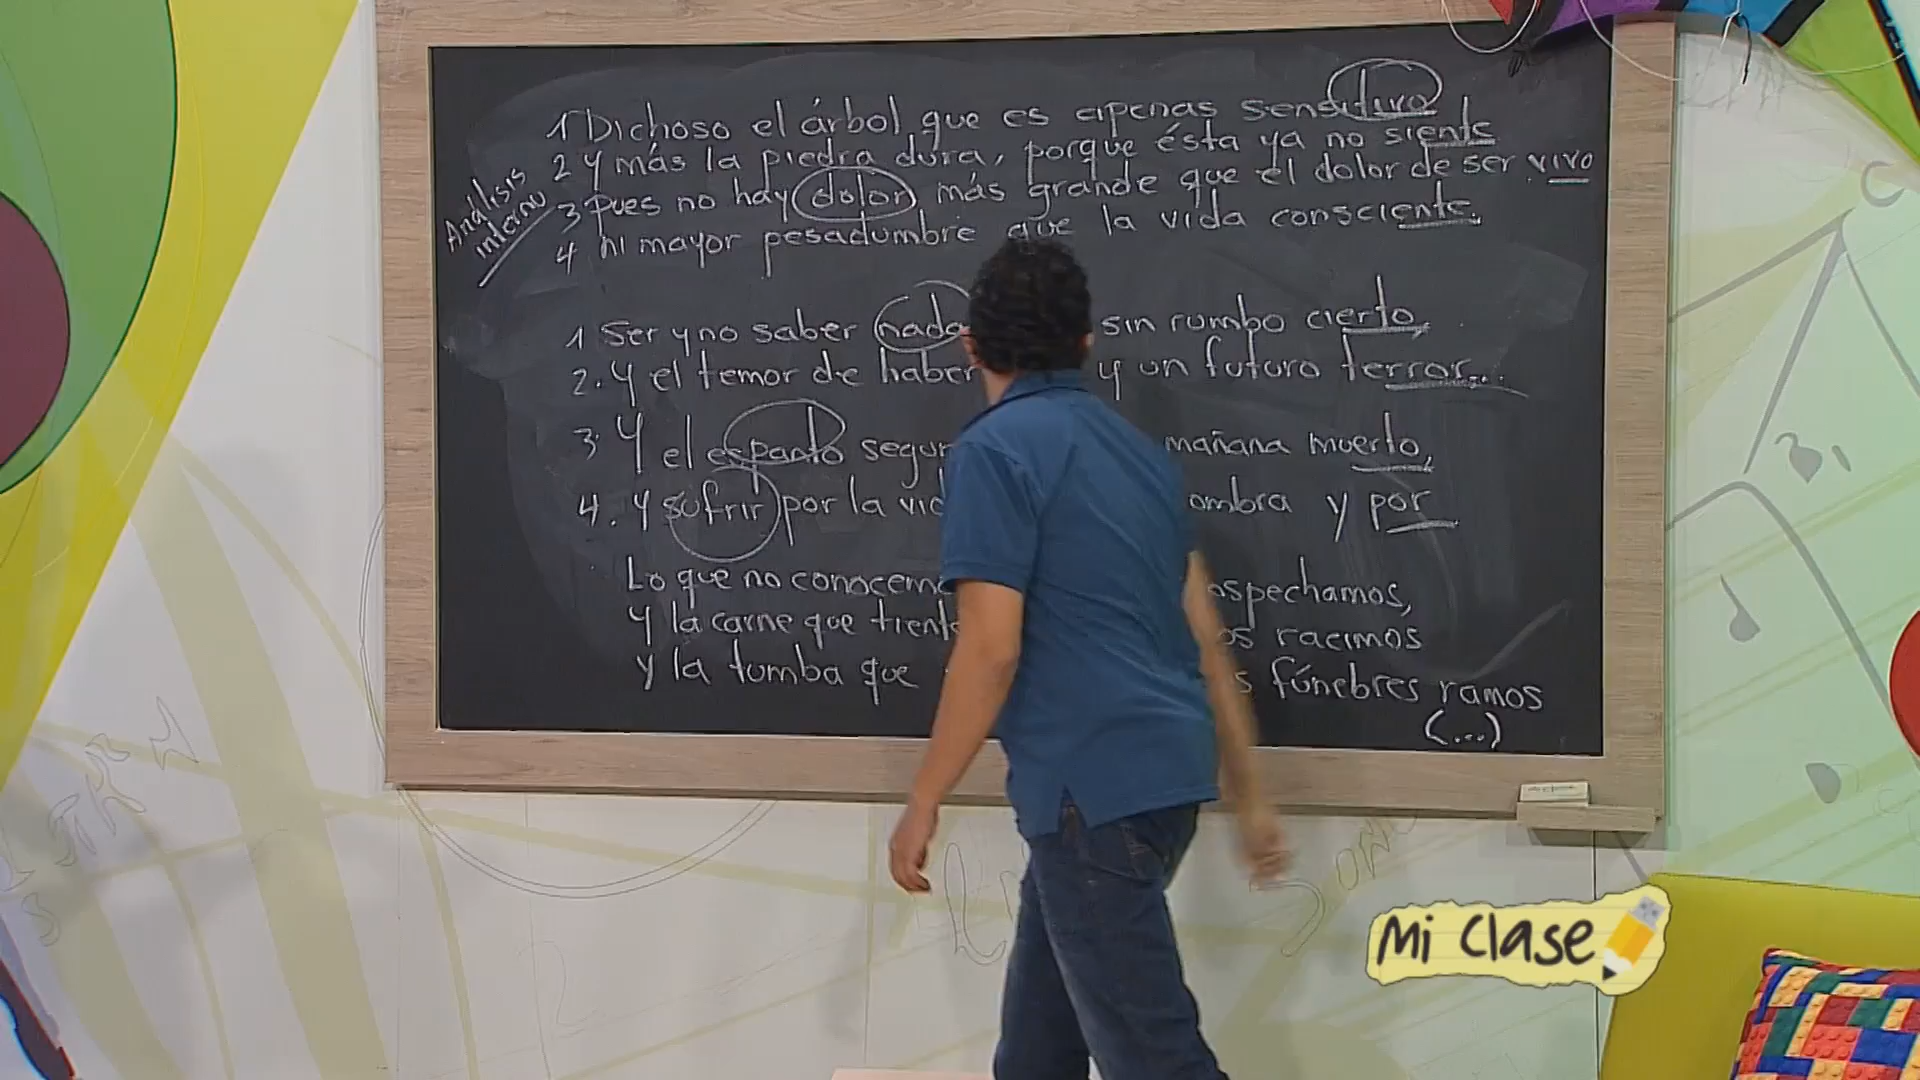 Análisis
interno
1 Dichoso el árbol, que es apenas sensitivo
2 y más la piedra dura, porque ésta ya no siente
3 pues no hay dolor más grande que el dolor de ser vivo
4 ni mayor pesadumbre que la vida consciente.
1 Ser y no saber nada sin rumbo cierto,
2. y el temor de haber y un futuro terror...
3. Y el espanto segur mañana muerto,
4. y sufrir por la vid ombra y por
Lo que no conocemo ospechamos,
y la carne que tient os racimos
y la tumba que s fúnebres ramos
(...)
Mi Clase